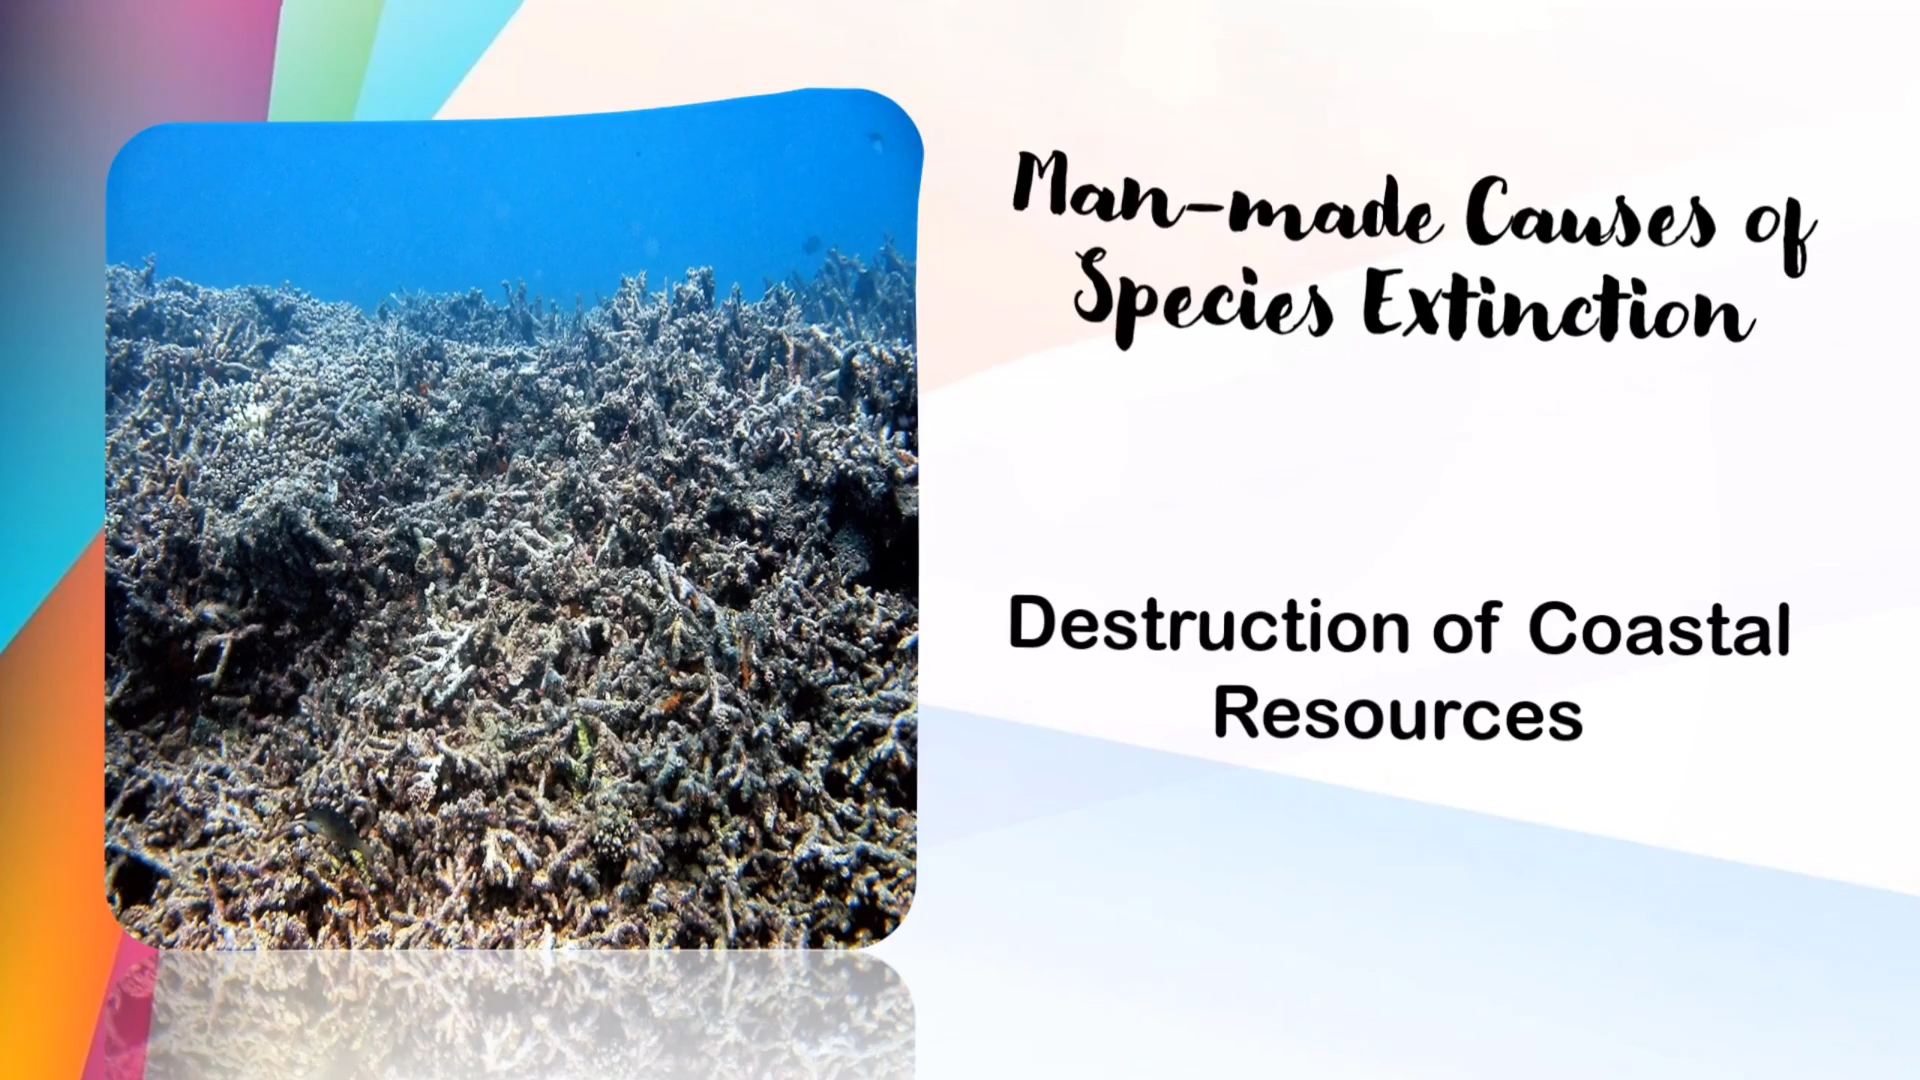 Man-made Causes of
Species Extinction
Destruction of Coastal
Resources